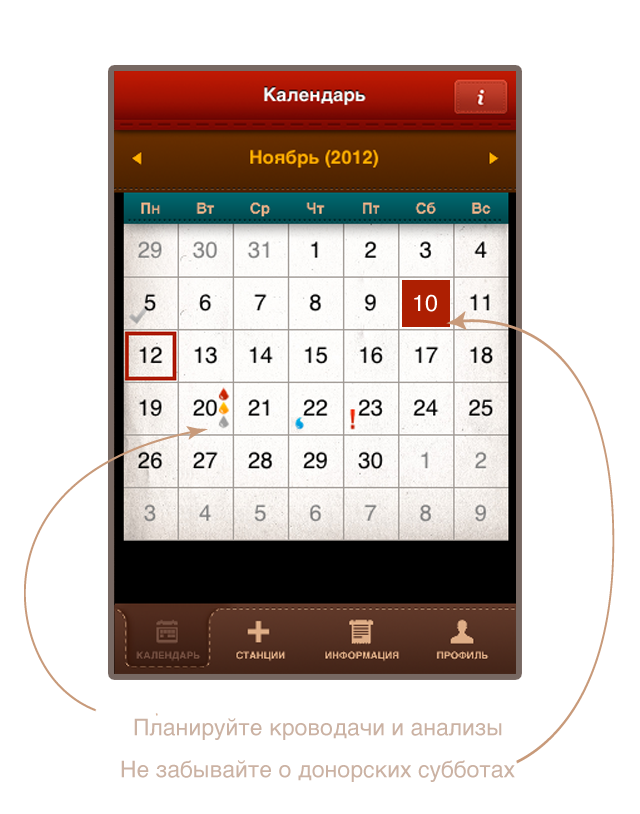 Календарь
i
Ноябрь (2012)
Пн Вт Ср Чт Пт Сб Вс
29 30 31 1 2 3 4
5 6 7 8 9 10 11
12 13 14 15 16 17 18
19 20 21 22 23 24 25
26 27 28 29 30 1 2
3 4 5 6 7 8 9
КАЛЕНДАРЬ СТАНЦИИ ИНФОРМАЦИЯ ПРОФИЛЬ
Планируйте кроводачи и анализы
Не забывайте о донорских субботах